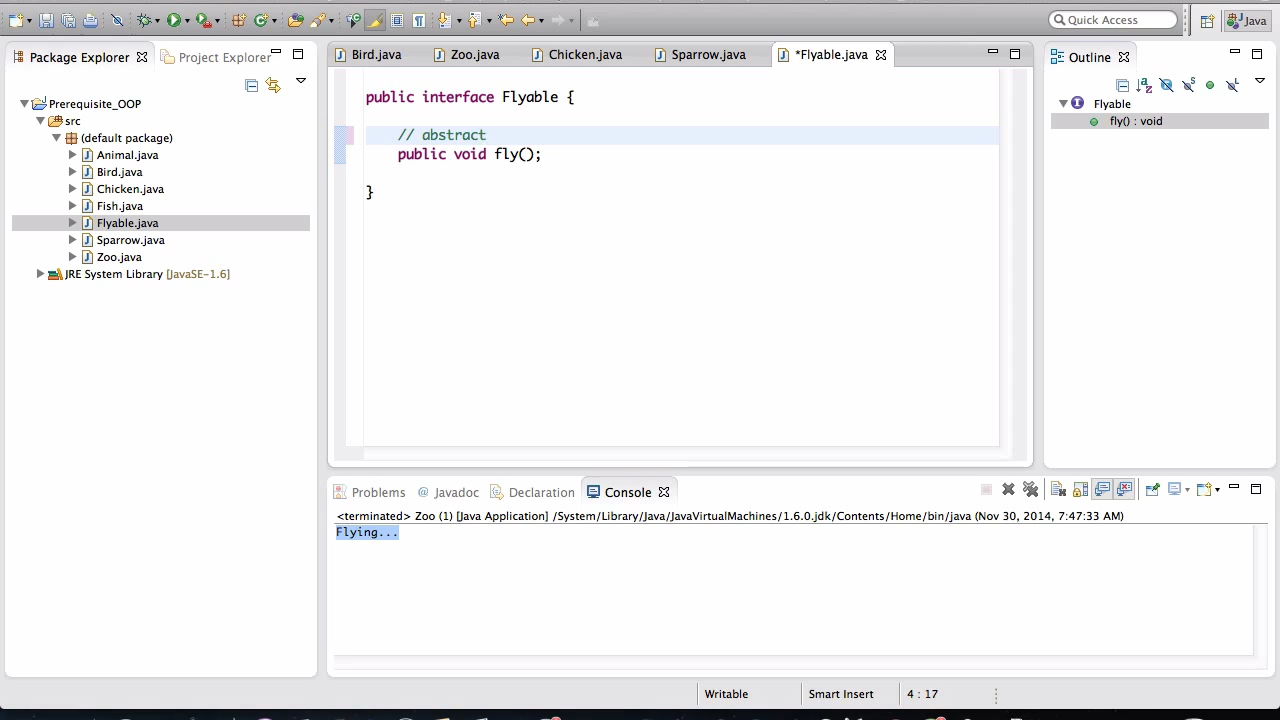 Quick Access
Java
Package Explorer
Project Explorer
Prerequisite_OOP
src
(default package)
Animal.java
Bird.java
Chicken.java
Fish.java
Flyable.java
Sparrow.java
Zoo.java
JRE System Library [JavaSE-1.6]
Bird.java
Zoo.java
Chicken.java
Sparrow.java
*Flyable.java
public interface Flyable {
// abstract
public void fly();
}
Outline
Flyable
fly() : void
Problems
@ Javadoc
Declaration
Console
<terminated> Zoo (1) [Java Application] /System/Library/Java/JavaVirtualMachines/1.6.0.jdk/Contents/Home/bin/java (Nov 30, 2014, 7:47:33 AM)
Flying...
Writable
Smart Insert
4 : 17